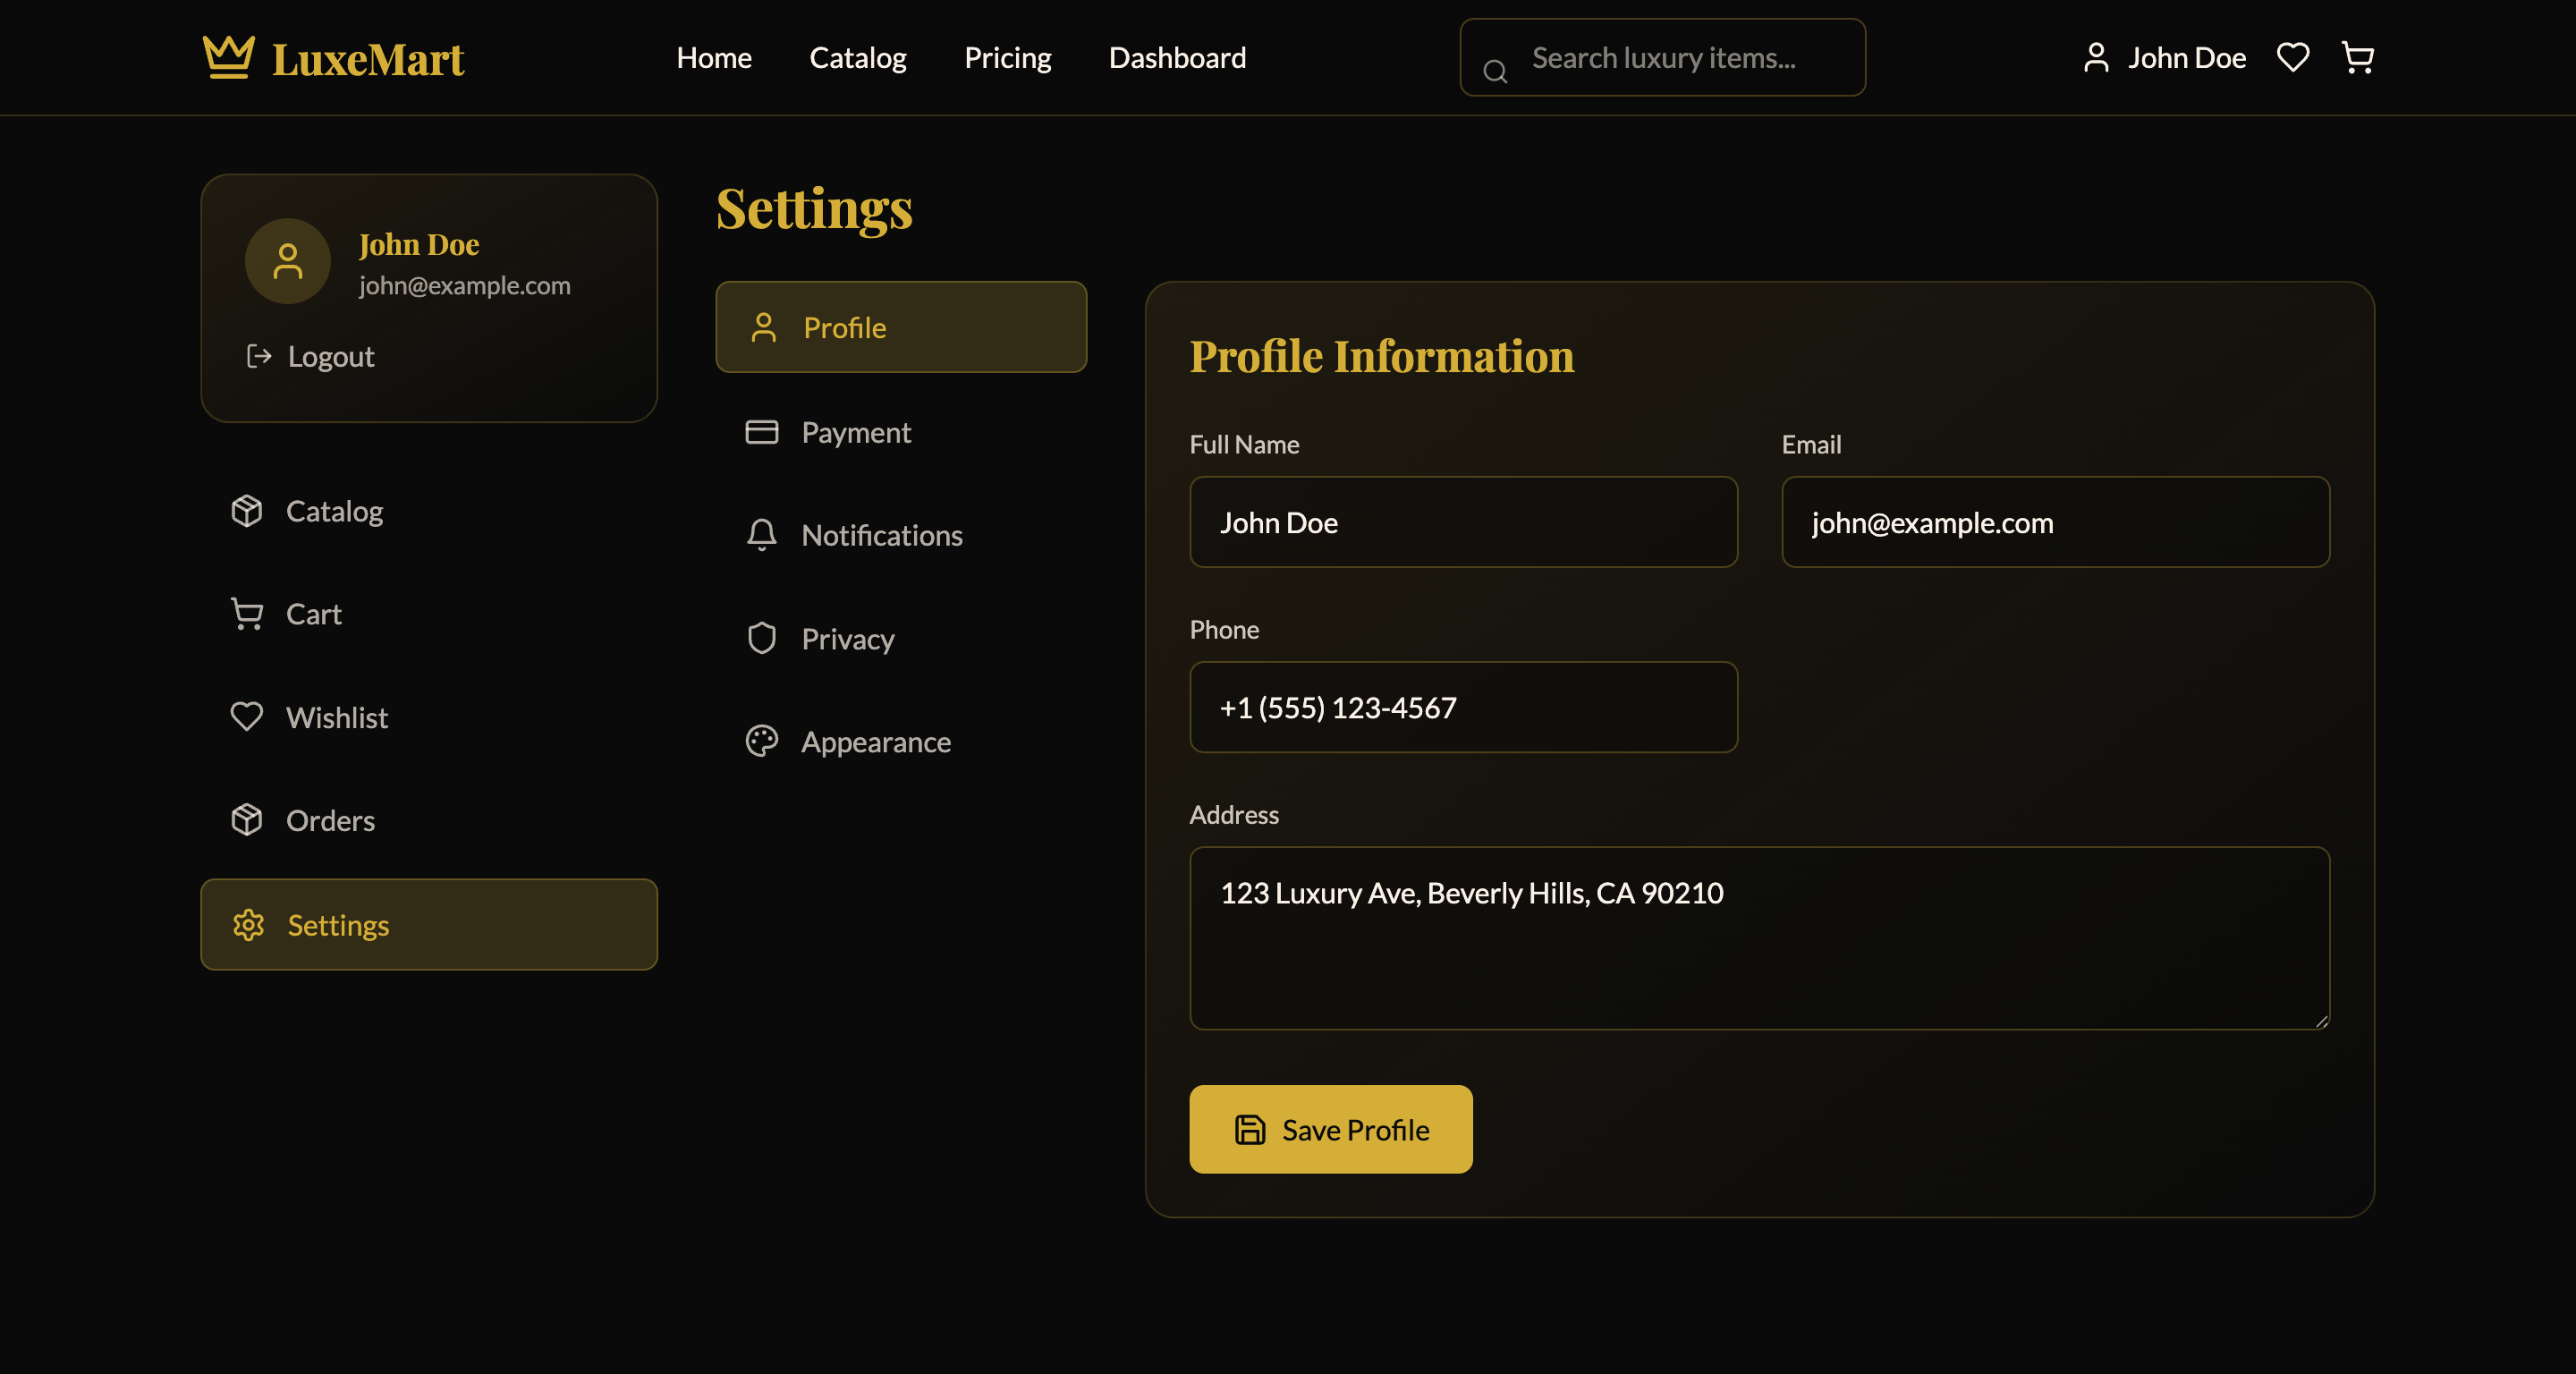 LuxeMart
Home
Catalog
Pricing
Dashboard
Search luxury items...
John Doe
John Doe
john@example.com
Logout
Catalog
Cart
Wishlist
Orders
Settings
Settings
Profile
Payment
Notifications
Privacy
Appearance
Profile Information
Full Name
John Doe
Email
john@example.com
Phone
+1 (555) 123-4567
Address
123 Luxury Ave, Beverly Hills, CA 90210
Save Profile